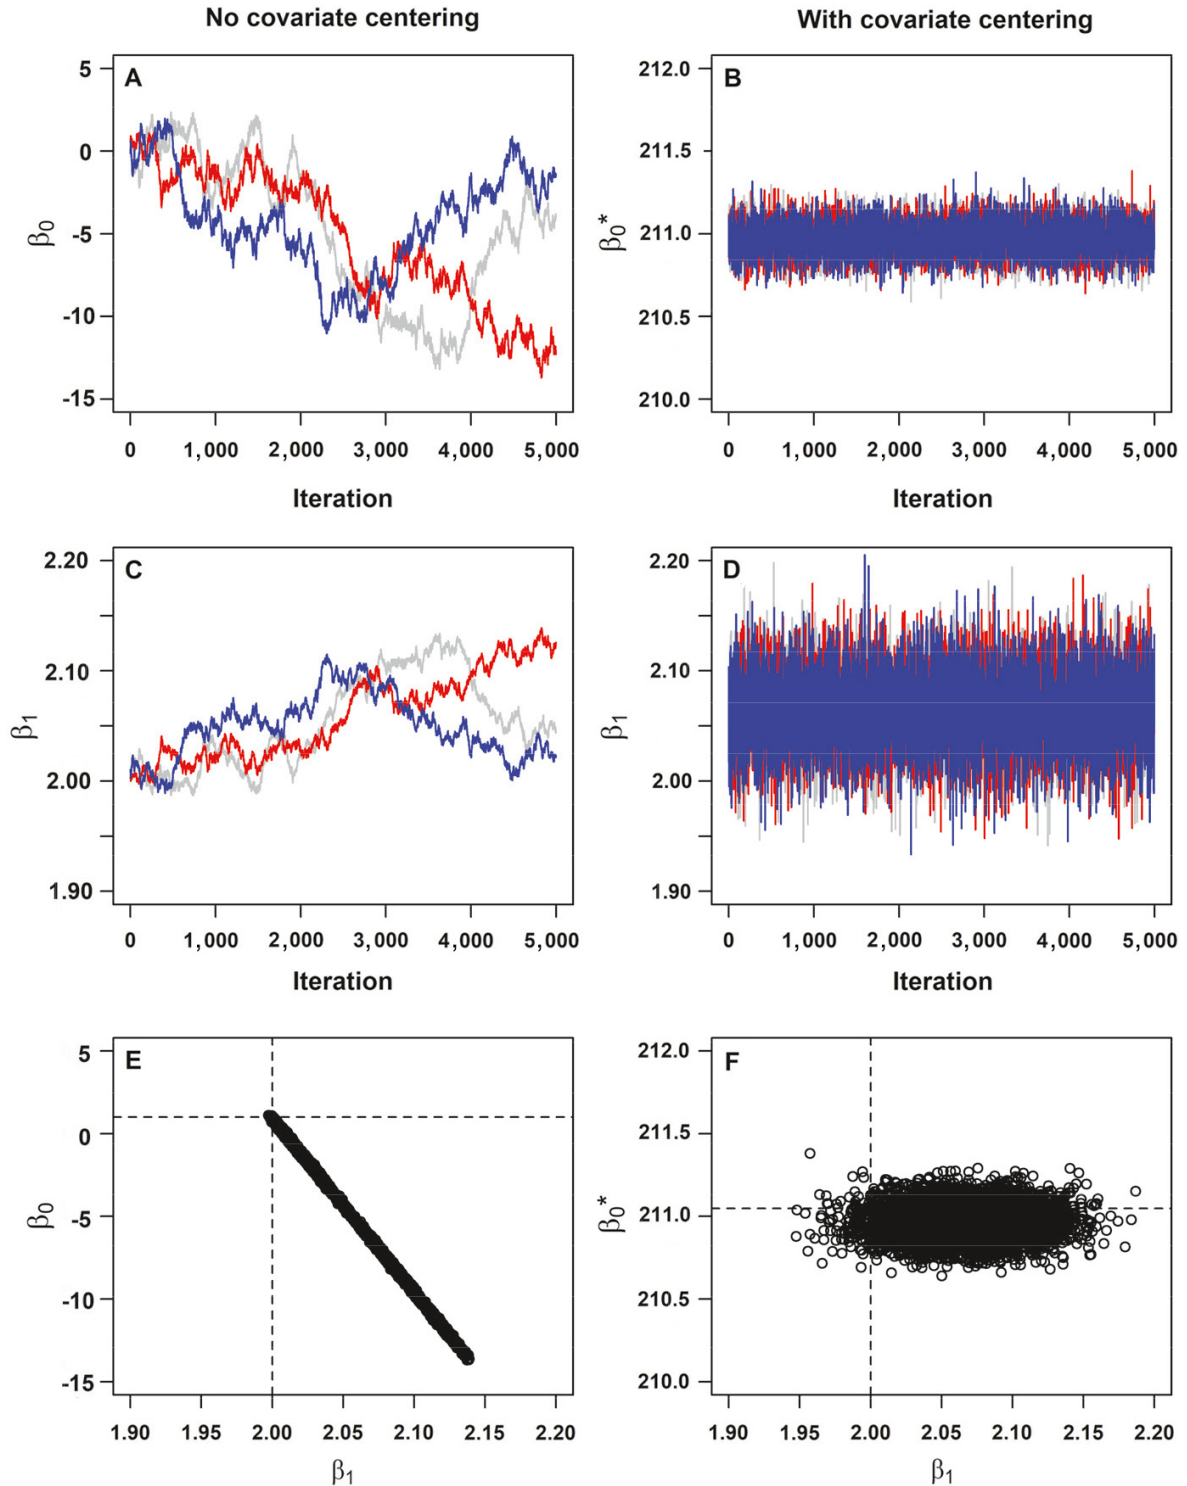 No covariate centering
With covariate centering
A
β0
5
0
-5
-10
-15
0 1,000 2,000 3,000 4,000 5,000
Iteration
B
β0*
212.0
211.5
211.0
210.5
210.0
0 1,000 2,000 3,000 4,000 5,000
Iteration
C
β1
2.20
2.10
2.00
1.90
0 1,000 2,000 3,000 4,000 5,000
Iteration
D
β1
2.20
2.10
2.00
1.90
0 1,000 2,000 3,000 4,000 5,000
Iteration
E
β0
5
0
-5
-10
-15
1.90 1.95 2.00 2.05 2.10 2.15 2.20
β1
F
β0*
212.0
211.5
211.0
210.5
210.0
1.90 1.95 2.00 2.05 2.10 2.15 2.20
β1